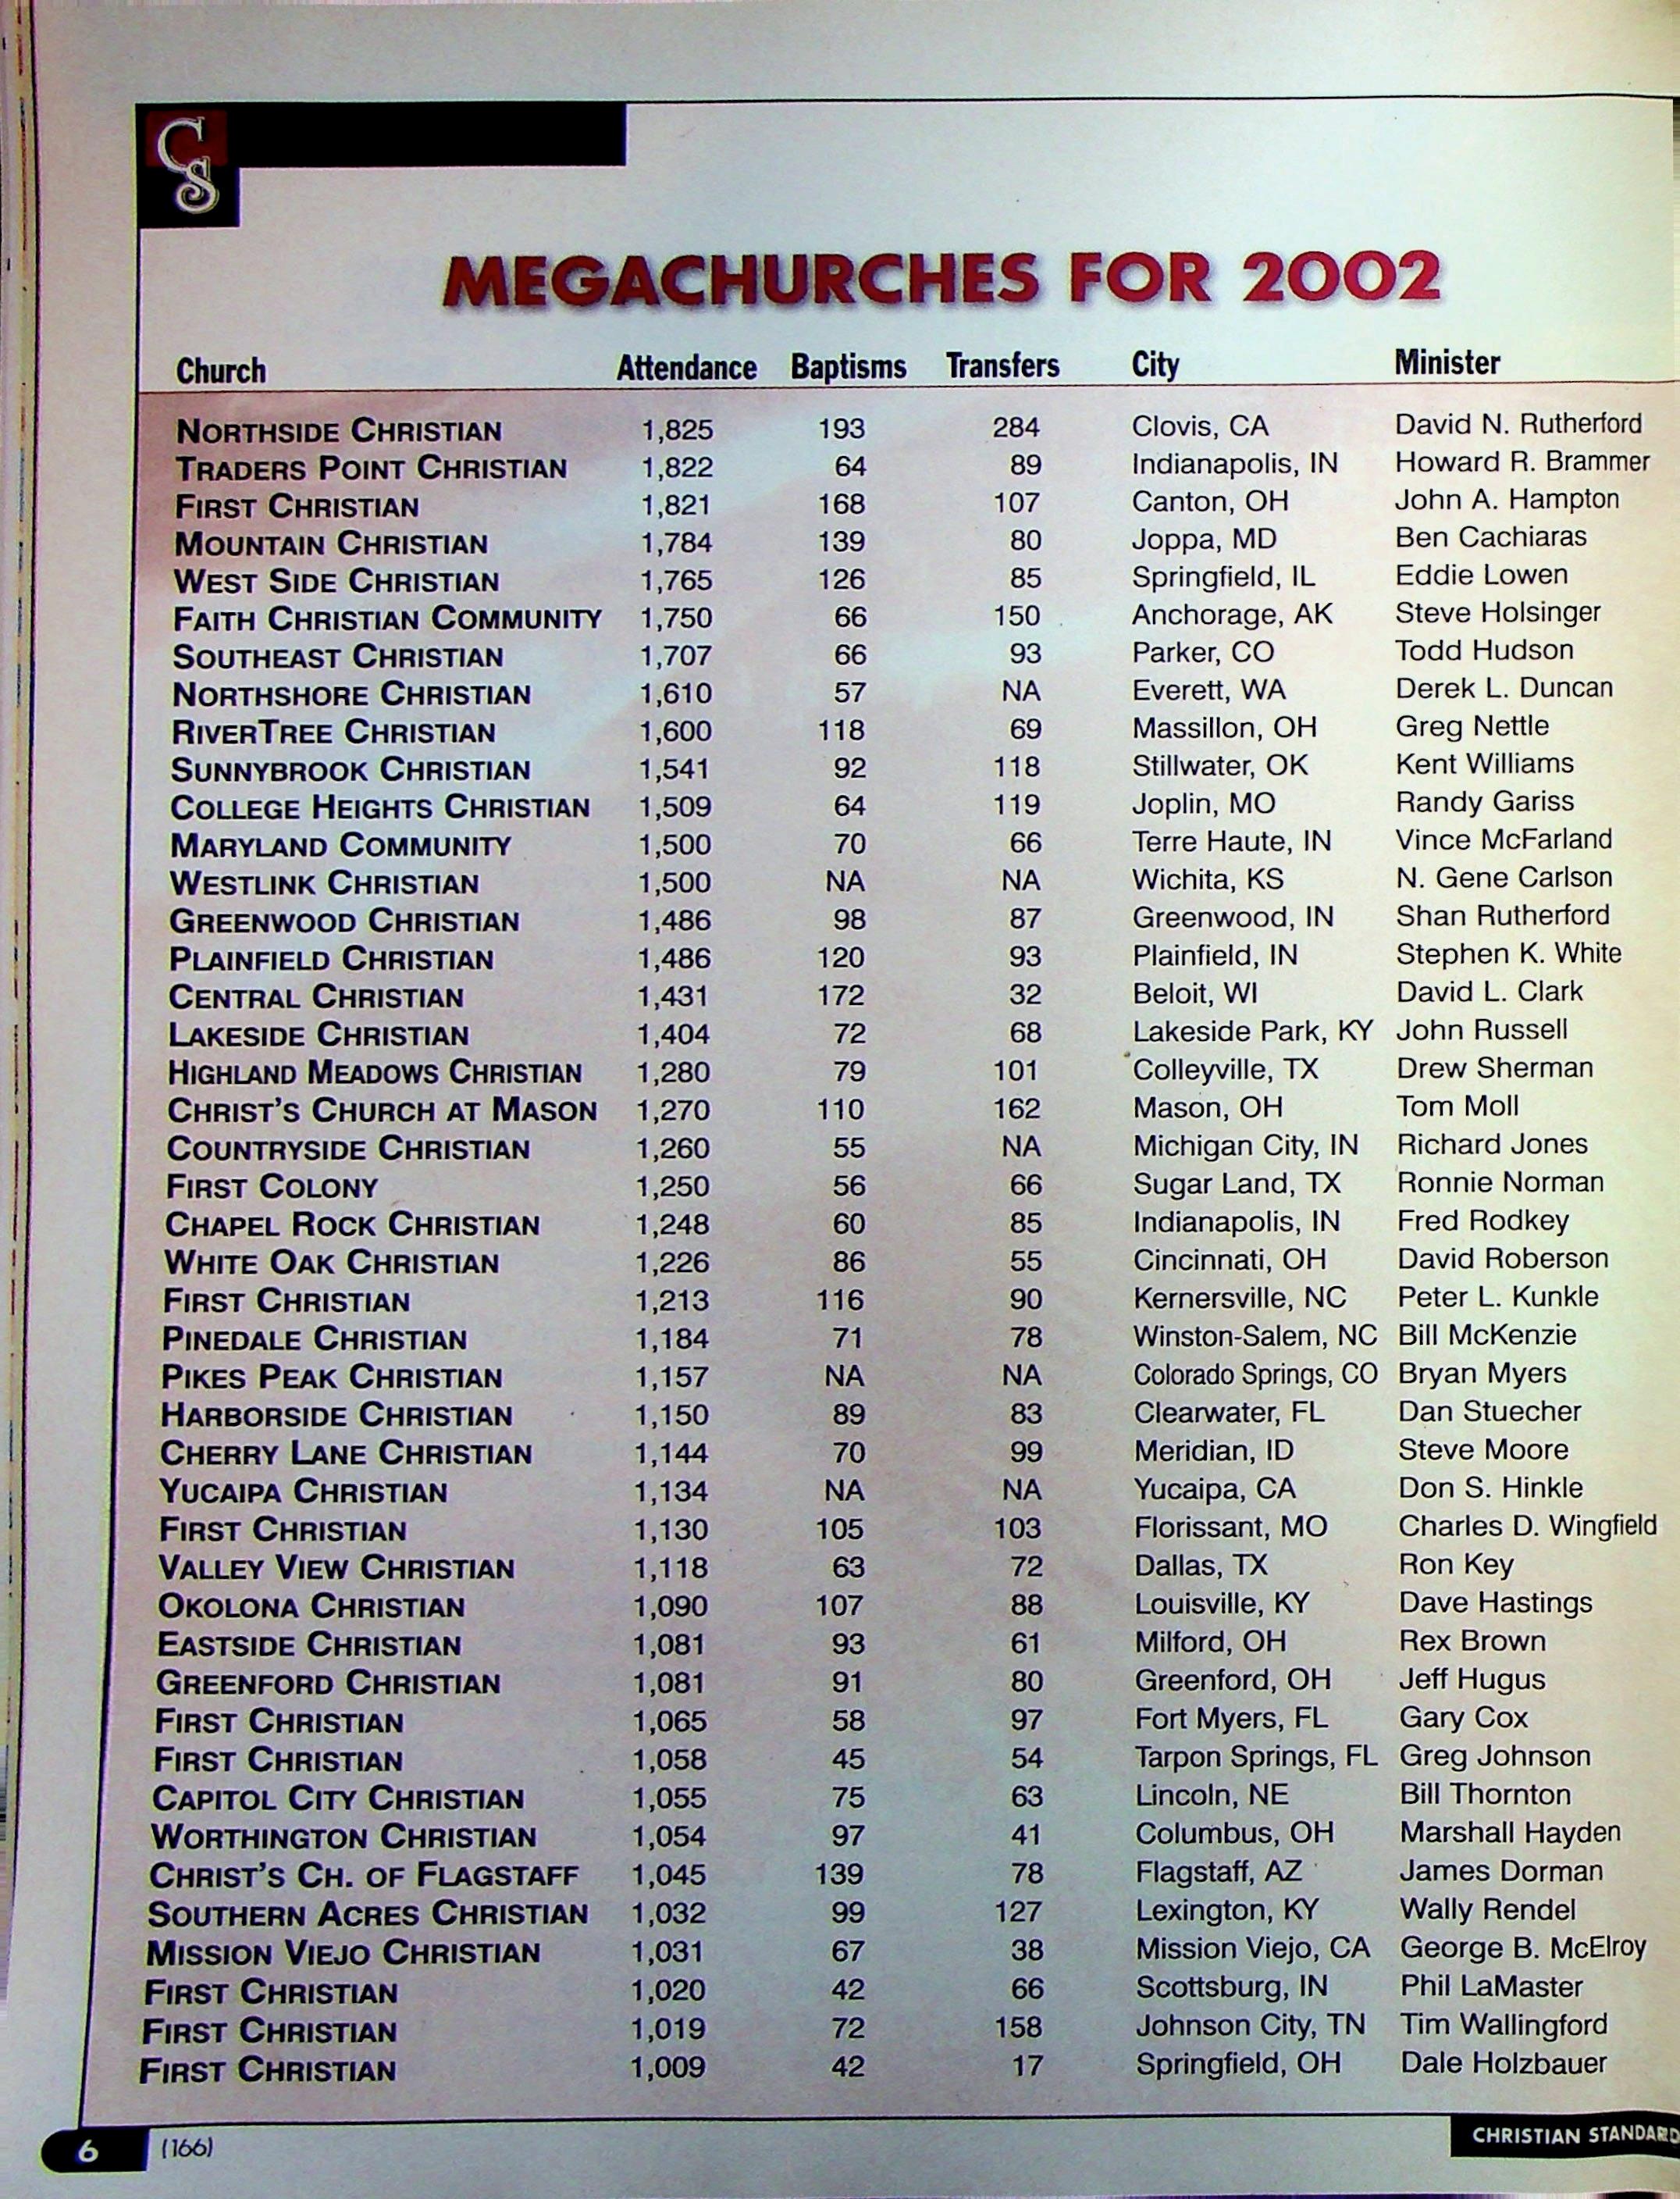 CS
MEGACHURCHES FOR 2002
Church Attendance Baptisms Transfers City Minister
NORTHSIDE CHRISTIAN 1,825 193 284 Clovis, CA David N. Rutherford
TRADERS POINT CHRISTIAN 1,822 64 89 Indianapolis, IN Howard R. Brammer
FIRST CHRISTIAN 1,821 168 107 Canton, OH John A. Hampton
MOUNTAIN CHRISTIAN 1,784 139 80 Joppa, MD Ben Cachiaras
WEST SIDE CHRISTIAN 1,765 126 85 Springfield, IL Eddie Lowen
FAITH CHRISTIAN COMMUNITY 1,750 66 150 Anchorage, AK Steve Holsinger
SOUTHEAST CHRISTIAN 1,707 66 93 Parker, CO Todd Hudson
NORTHSHORE CHRISTIAN 1,610 57 NA Everett, WA Derek L. Duncan
RIVERTREE CHRISTIAN 1,600 118 69 Massillon, OH Greg Nettle
SUNNYBROOK CHRISTIAN 1,541 92 118 Stillwater, OK Kent Williams
COLLEGE HEIGHTS CHRISTIAN 1,509 64 119 Joplin, MO Randy Gariss
MARYLAND COMMUNITY 1,500 70 66 Terre Haute, IN Vince McFarland
WESTLINK CHRISTIAN 1,500 NA NA Wichita, KS N. Gene Carlson
GREENWOOD CHRISTIAN 1,486 98 87 Greenwood, IN Shan Rutherford
PLAINFIELD CHRISTIAN 1,486 120 93 Plainfield, IN Stephen K. White
CENTRAL CHRISTIAN 1,431 172 32 Beloit, WI David L. Clark
LAKESIDE CHRISTIAN 1,404 72 68 Lakeside Park, KY John Russell
HIGHLAND MEADOWS CHRISTIAN 1,280 79 101 Colleyville, TX Drew Sherman
CHRIST'S CHURCH AT MASON 1,270 110 162 Mason, OH Tom Moll
COUNTRYSIDE CHRISTIAN 1,260 55 NA Michigan City, IN Richard Jones
FIRST COLONY 1,250 56 66 Sugar Land, TX Ronnie Norman
CHAPEL ROCK CHRISTIAN 1,248 60 85 Indianapolis, IN Fred Rodkey
WHITE OAK CHRISTIAN 1,226 86 55 Cincinnati, OH David Roberson
FIRST CHRISTIAN 1,213 116 90 Kernersville, NC Peter L. Kunkle
PINEDALE CHRISTIAN 1,184 71 78 Winston-Salem, NC Bill McKenzie
PIKES PEAK CHRISTIAN 1,157 NA NA Colorado Springs, CO Bryan Myers
HARBORSIDE CHRISTIAN 1,150 89 83 Clearwater, FL Dan Stuecher
CHERRY LANE CHRISTIAN 1,144 70 99 Meridian, ID Steve Moore
YUCAIPA CHRISTIAN 1,134 NA NA Yucaipa, CA Don S. Hinkle
FIRST CHRISTIAN 1,130 105 103 Florissant, MO Charles D. Wingfield
VALLEY VIEW CHRISTIAN 1,118 63 72 Dallas, TX Ron Key
OKOLONA CHRISTIAN 1,090 107 88 Louisville, KY Dave Hastings
EASTSIDE CHRISTIAN 1,081 93 61 Milford, OH Rex Brown
GREENFORD CHRISTIAN 1,081 91 80 Greenford, OH Jeff Hugus
FIRST CHRISTIAN 1,065 58 97 Fort Myers, FL Gary Cox
FIRST CHRISTIAN 1,058 45 54 Tarpon Springs, FL Greg Johnson
CAPITOL CITY CHRISTIAN 1,055 75 63 Lincoln, NE Bill Thornton
WORTHINGTON CHRISTIAN 1,054 97 41 Columbus, OH Marshall Hayden
CHRIST'S CH. OF FLAGSTAFF 1,045 139 78 Flagstaff, AZ James Dorman
SOUTHERN ACRES CHRISTIAN 1,032 99 127 Lexington, KY Wally Rendel
MISSION VIEJO CHRISTIAN 1,031 67 38 Mission Viejo, CA George B. McElroy
FIRST CHRISTIAN 1,020 42 66 Scottsburg, IN Phil LaMaster
FIRST CHRISTIAN 1,019 72 158 Johnson City, TN Tim Wallingford
FIRST CHRISTIAN 1,009 42 17 Springfield, OH Dale Holzbauer
6 (166) CHRISTIAN STANDARD